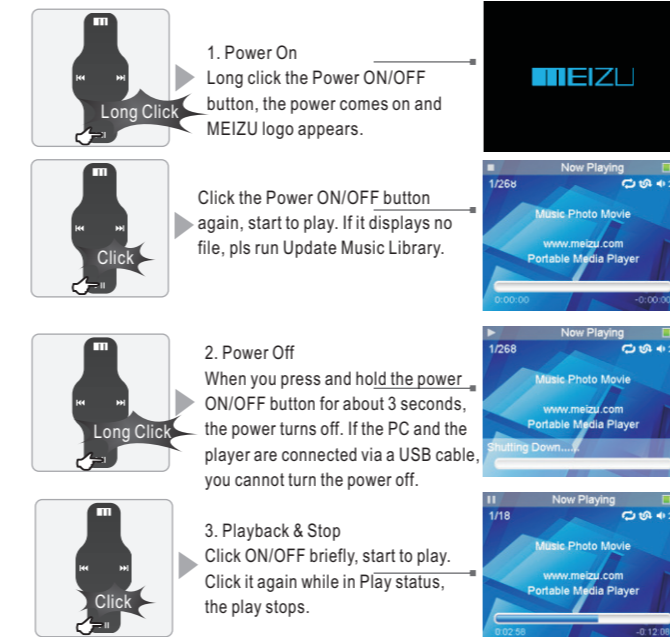 1. Power On
Long click the Power ON/OFF
button, the power comes on and
MEIZU logo appears.
Long Click
MEIZU
Click the Power ON/OFF button
again, start to play. If it displays no
file, pls run Update Music Library.
Click
Now Playing
1/268
Music Photo Movie
www.meizu.com
Portable Media Player
0:00:00
-0:00:00
2. Power Off
When you press and hold the power
ON/OFF button for about 3 seconds,
the power turns off. If the PC and the
player are connected via a USB cable,
you cannot turn the power off.
Long Click
Now Playing
1/268
Music Photo Movie
www.meizu.com
Portable Media Player
Shutting Down......
3. Playback & Stop
Click ON/OFF briefly, start to play.
Click it again while in Play status,
the play stops.
Click
Now Playing
1/18
Music Photo Movie
www.meizu.com
Portable Media Player
0:02:58